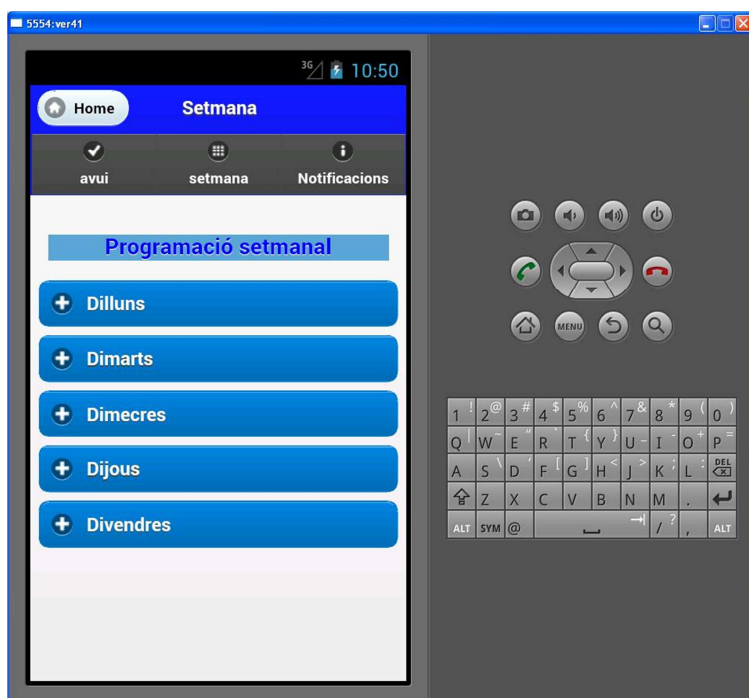 5554:ver41
3G 10:50
Home Setmana
avui setmana Notificacions
Programació setmanal
Dilluns
Dimarts
Dimecres
Dijous
Divendres
MENU
1 ! 2 @ 3 # 4 $ 5 % 6 ^ 7 & 8 * 9 ( 0 )
Q | W ~ E " R ` T { Y } U - I - O + P =
A S \ D ' F [ G ] H < J > K ; L : DEL
Z X C V B N M .
ALT SYM @ / ? , ALT